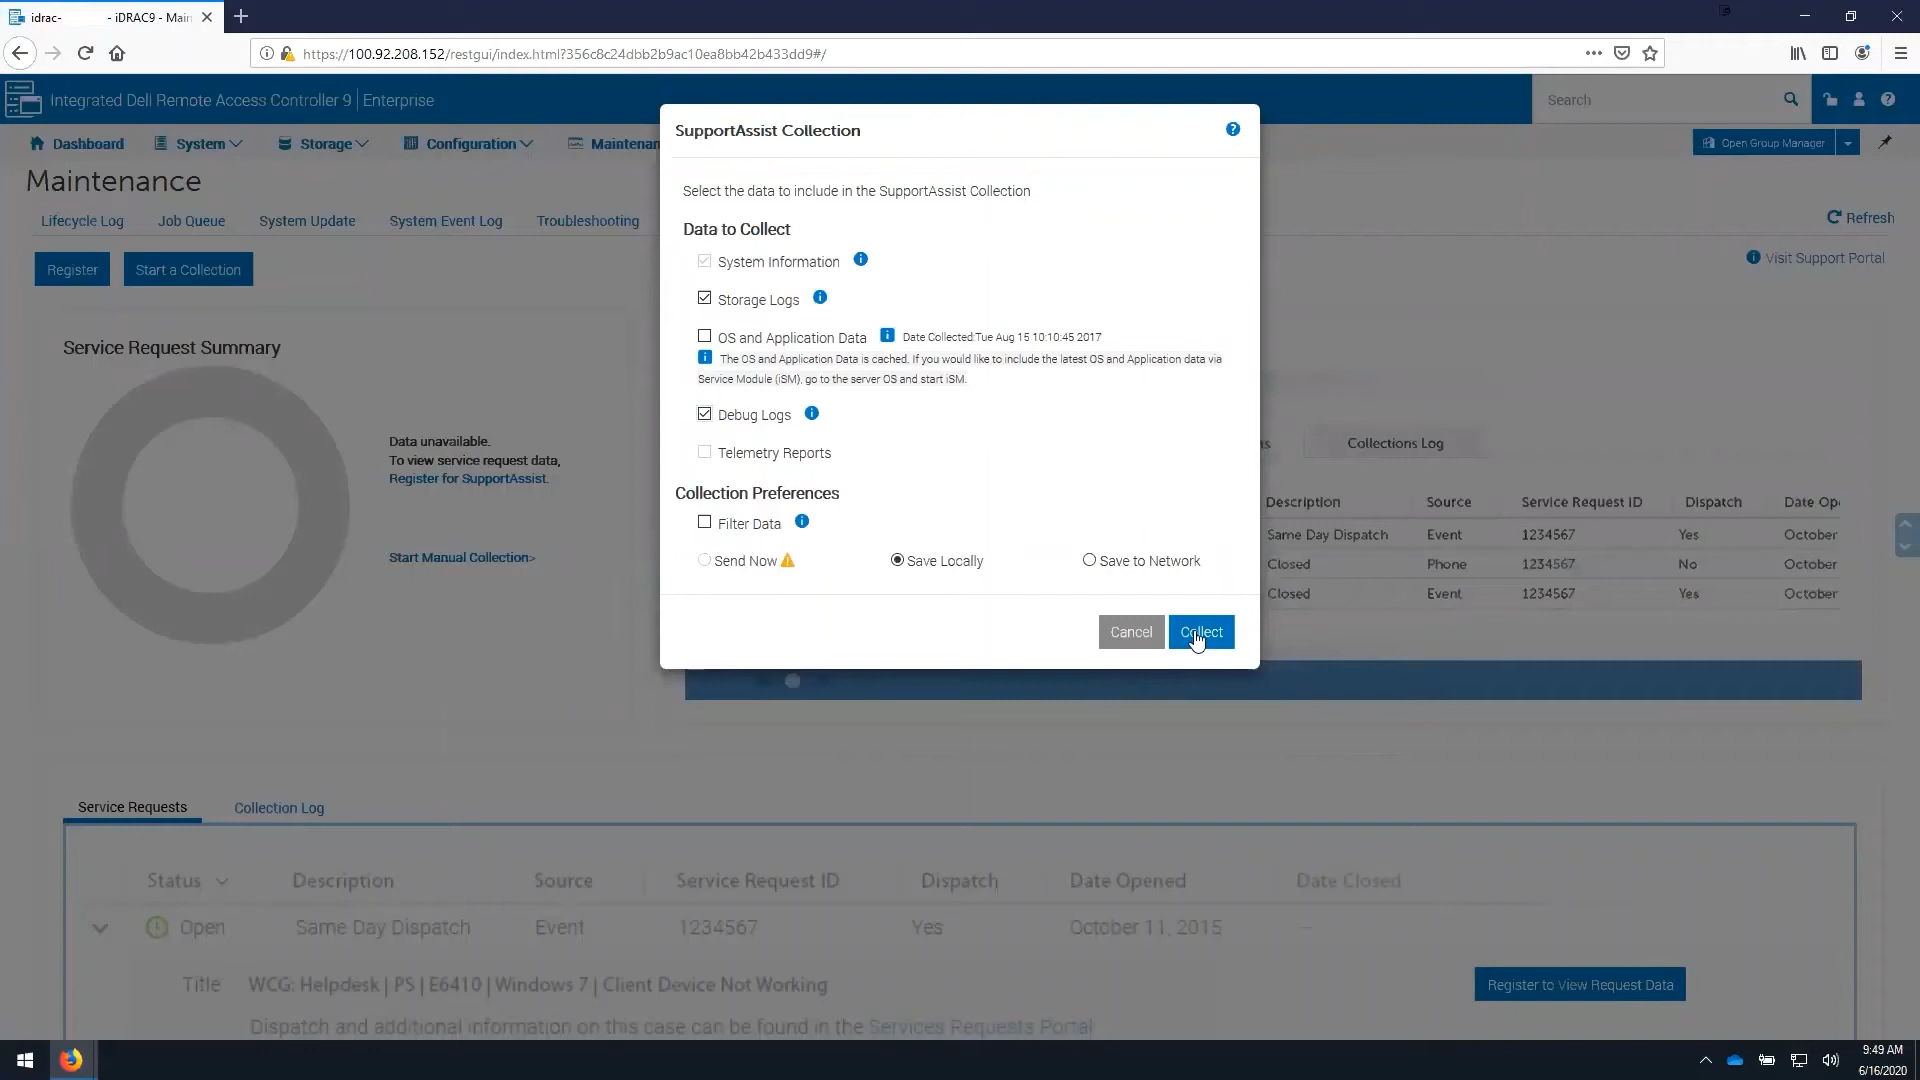 idrac- - iDRAC9 - Main
https://100.92.208.152/restgui/index.html?356c8c24dbb2b9ac10ea8bb42b433dd9#/
Integrated Dell Remote Access Controller 9 | Enterprise
Search
Dashboard System Storage Configuration Maintenan
Open Group Manager
Maintenance
Lifecycle Log Job Queue System Update System Event Log Troubleshooting
Refresh
Register Start a Collection
Visit Support Portal
Service Request Summary
Data unavailable.
To view service request data,
Register for SupportAssist.
Start Manual Collection>
SupportAssist Collection
Select the data to include in the SupportAssist Collection
Data to Collect
System Information
Storage Logs
OS and Application Data Date Collected:Tue Aug 15 10:10:45 2017
The OS and Application Data is cached. If you would like to include the latest OS and Application data via
Service Module (iSM), go to the server OS and start iSM.
Debug Logs
Telemetry Reports
Collection Preferences
Filter Data
Send Now Save Locally Save to Network
Cancel Collect
Collections Log
Description Source Service Request ID Dispatch Date Op
Same Day Dispatch Event 1234567 Yes October
Closed Phone 1234567 No October
Closed Event 1234567 Yes October
Service Requests Collection Log
Status Description Source Service Request ID Dispatch Date Opened Date Closed
Open Same Day Dispatch Event 1234567 Yes October 11, 2015 --
Title WCG: Helpdesk | PS | E6410 | Windows 7 | Client Device Not Working
Register to View Request Data
Dispatch and additional information on this case can be found in the Services Requests Portal
9:49 AM
6/16/2020